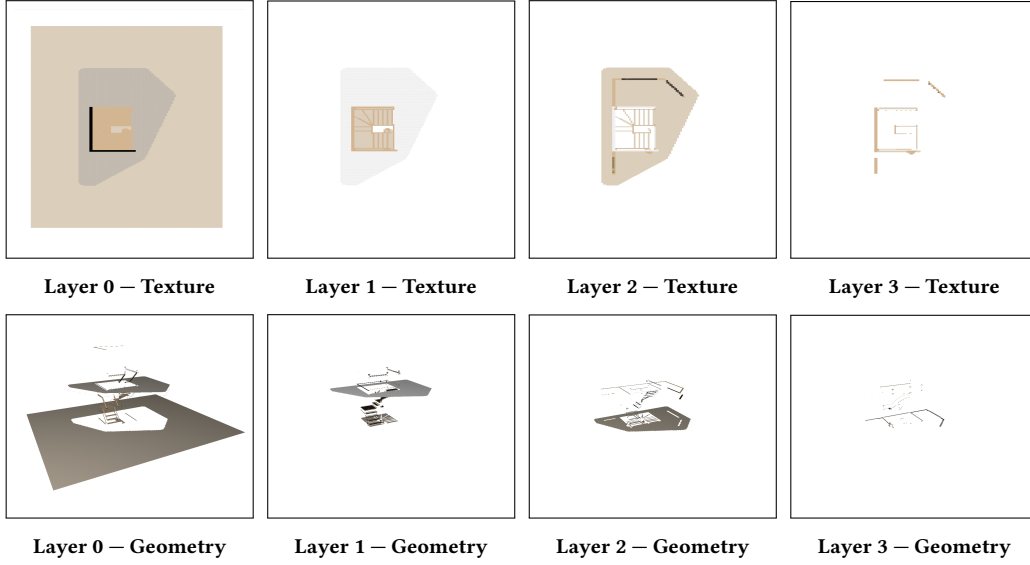 Layer 0 — Texture
Layer 1 — Texture
Layer 2 — Texture
Layer 3 — Texture
Layer 0 — Geometry
Layer 1 — Geometry
Layer 2 — Geometry
Layer 3 — Geometry